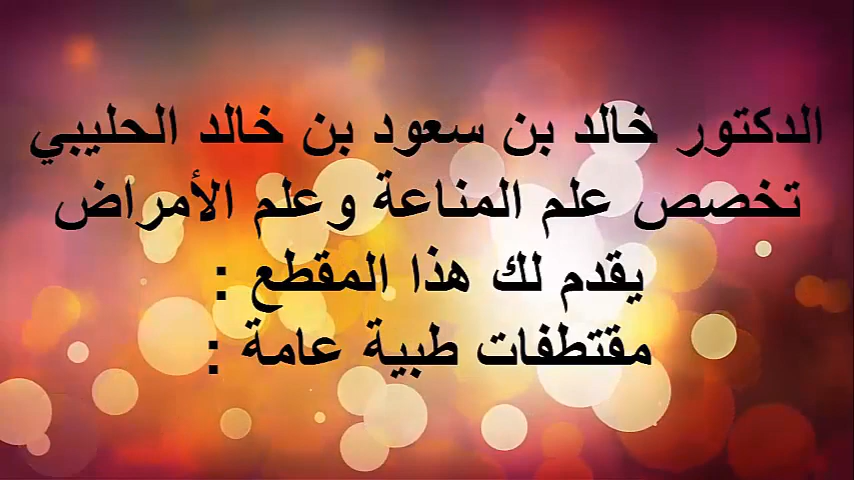 الدكتور خالد بن سعود بن خالد الحليبي
تخصص علم المناعة وعلم الأمراض
يقدم لك هذا المقطع :
مقتطفات طبية عامة :